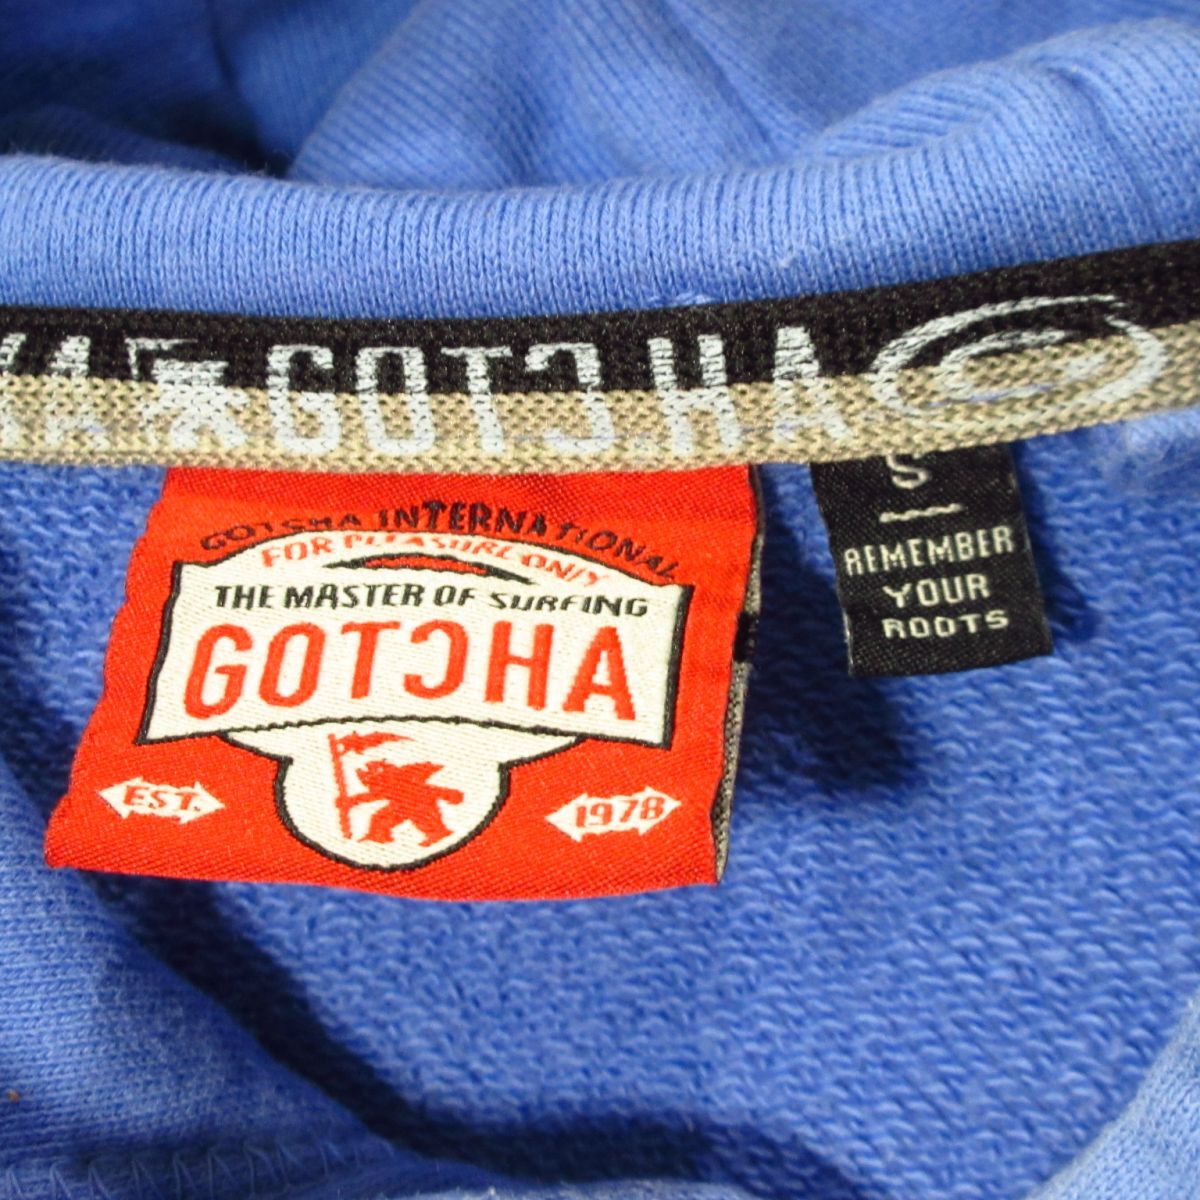 GOTCHA
GOTCHA INTERNATIONAL
FOR PLEASURE ONLY
THE MASTER OF SURFING
GOTCHA
EST. 1978
S
REMEMBER
YOUR
ROOTS